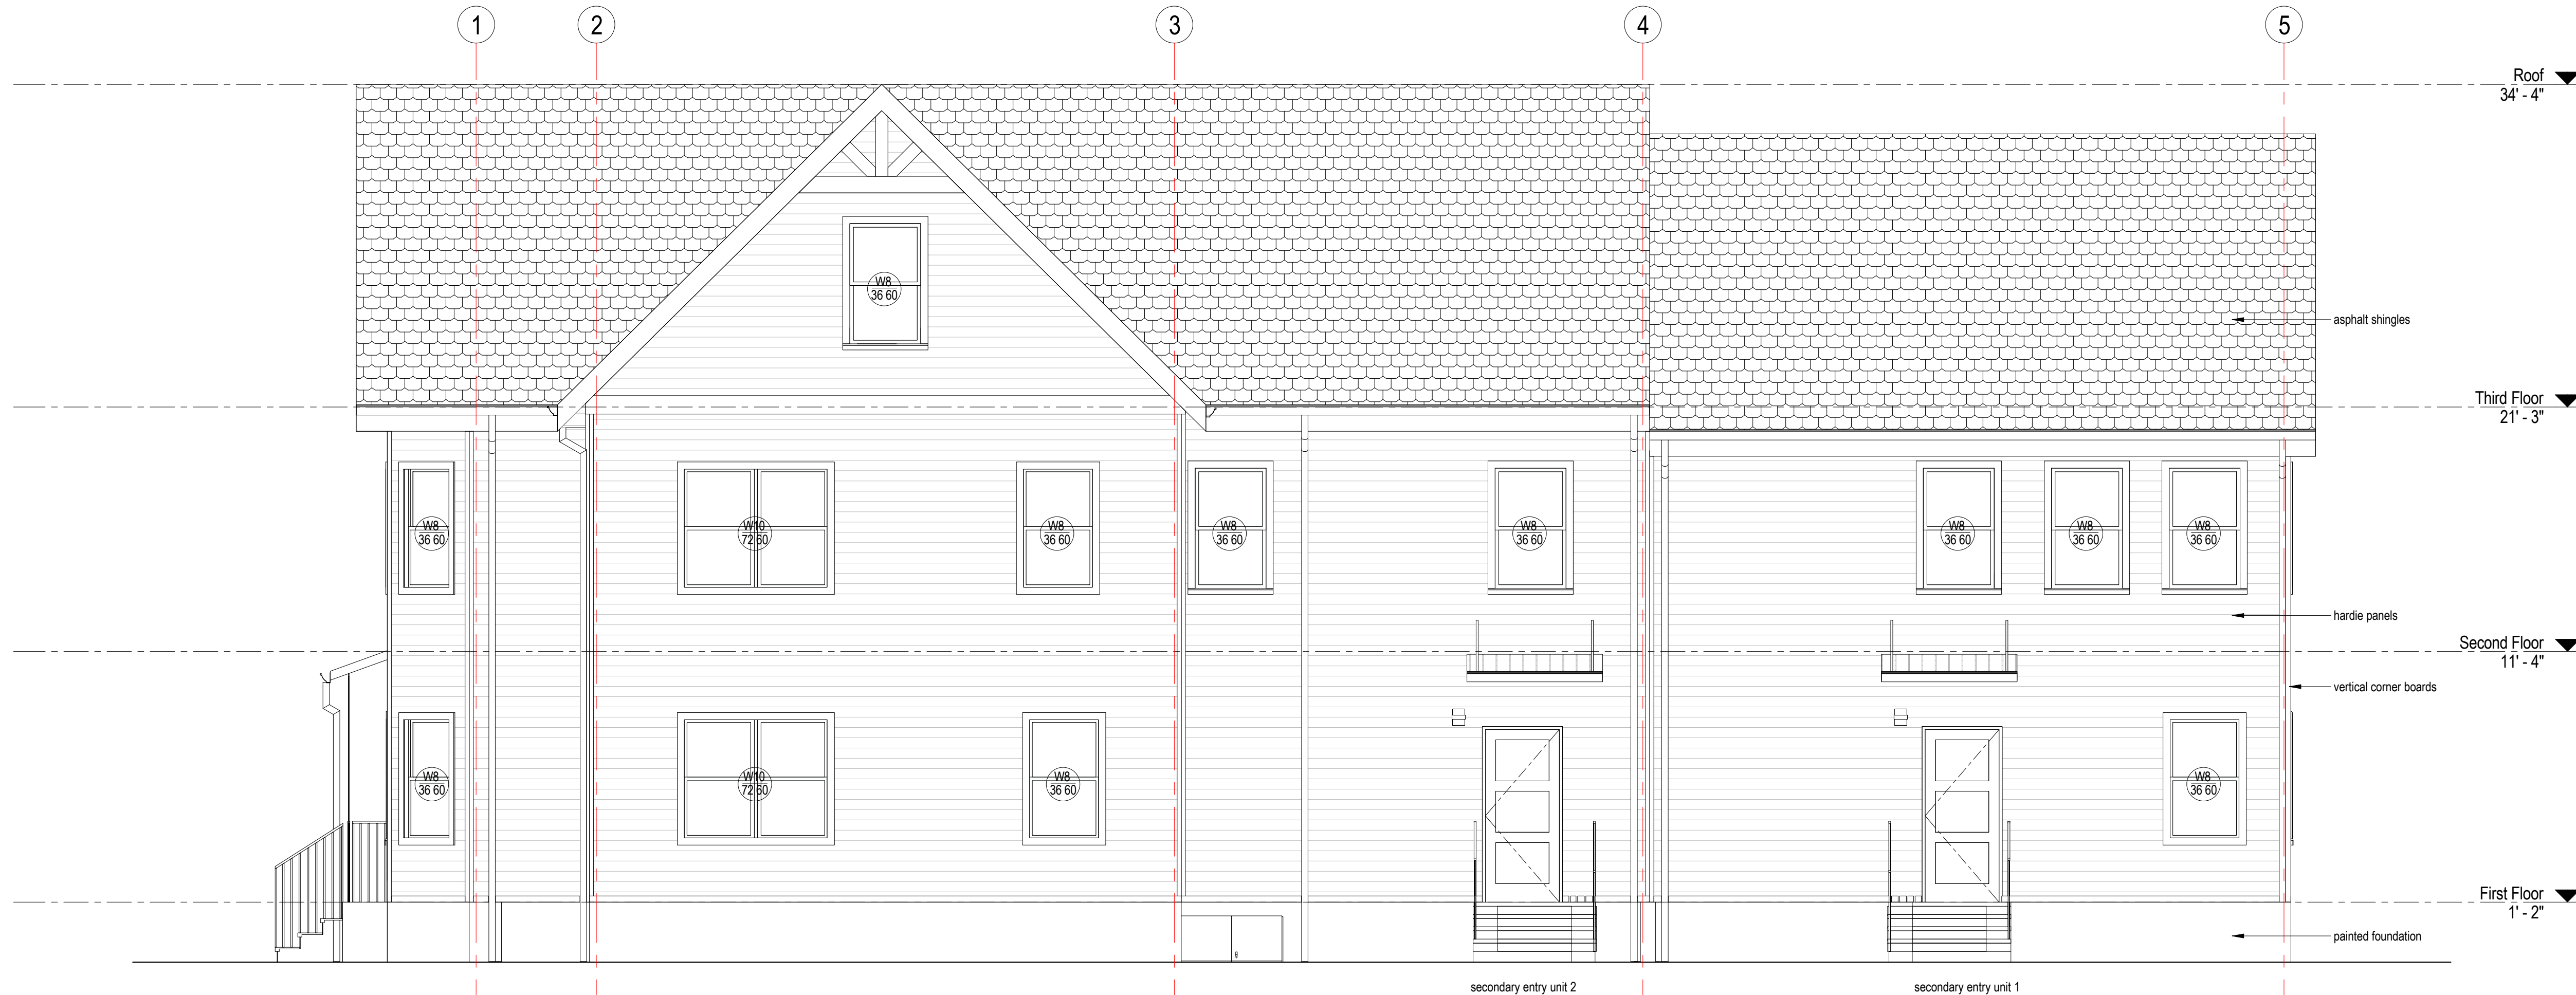 1 2 3 4 5
Roof
34' - 4"
W8
36 60
asphalt shingles
Third Floor
21' - 3"
W8 W10 W8 W8 W8 W8 W8 W8
36 60 72 60 36 60 36 60 36 60 36 60 36 60 36 60
hardie panels
Second Floor
11' - 4"
vertical corner boards
W8 W10 W8 W8
36 60 72 60 36 60 36 60
First Floor
1' - 2"
painted foundation
secondary entry unit 2 secondary entry unit 1